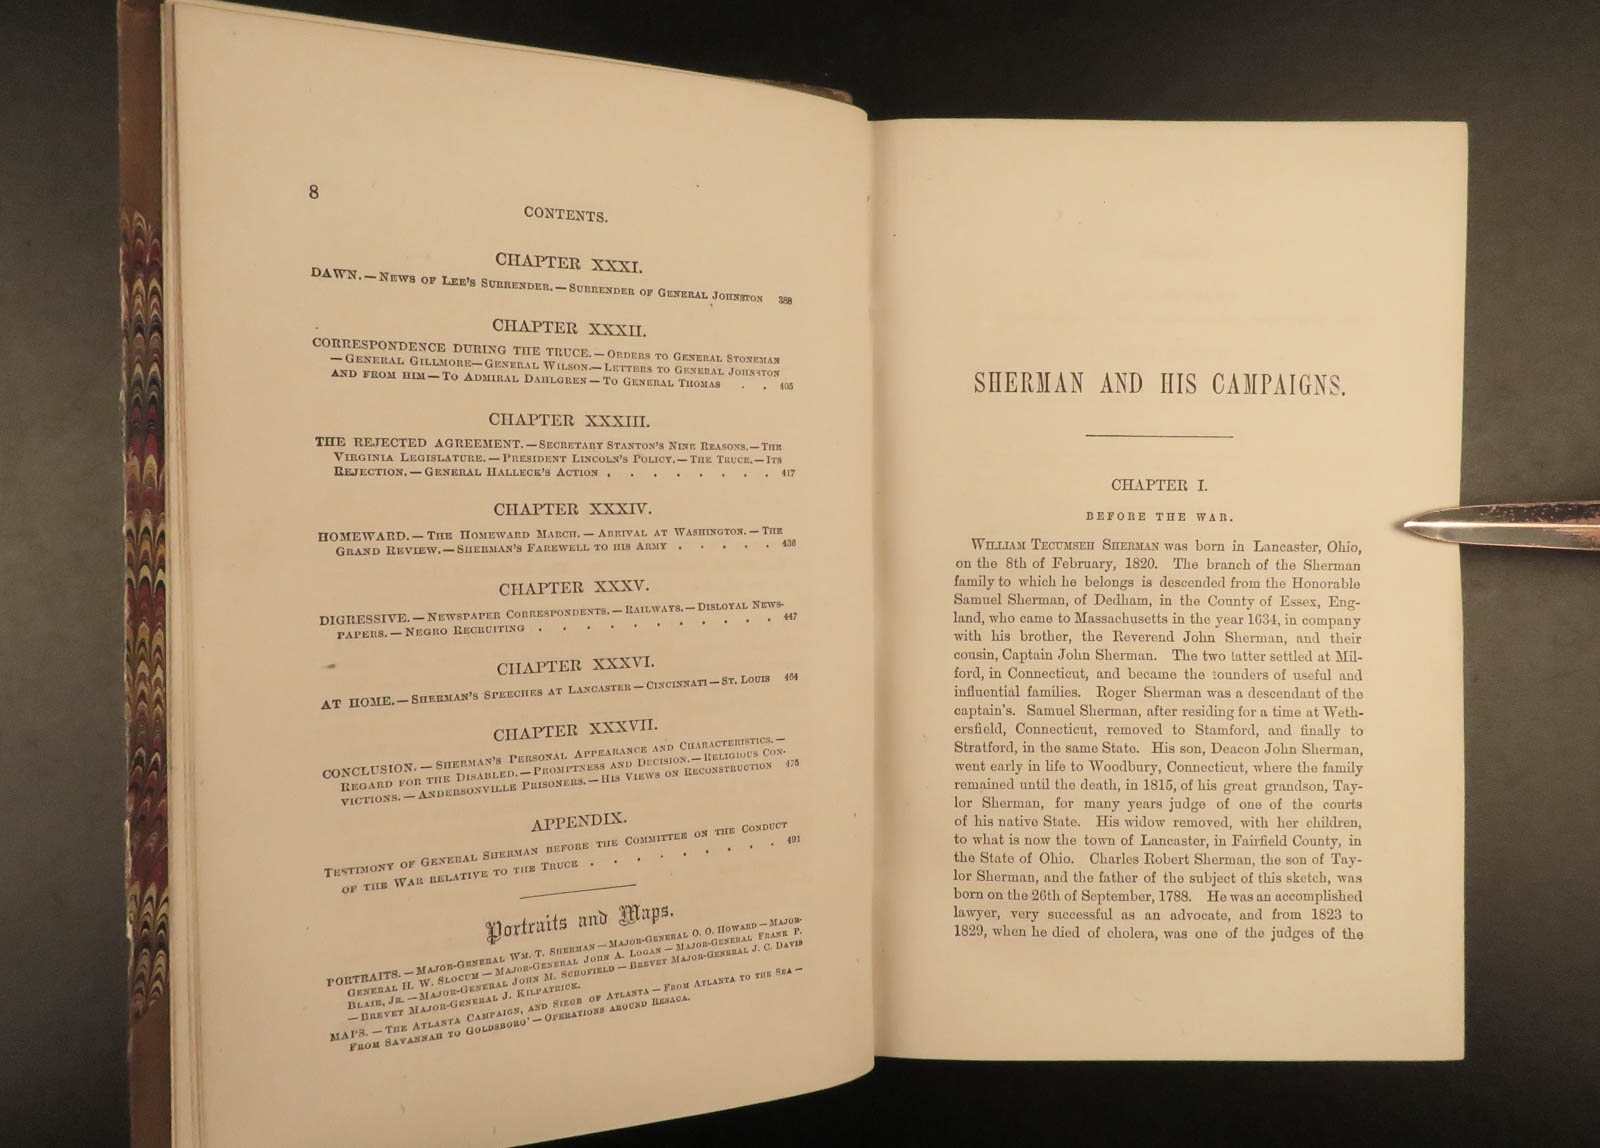 8
CONTENTS.
CHAPTER XXXI.
DAWN.—News of Lee's Surrender.—Surrender of General Johnston 388
CHAPTER XXXII.
CORRESPONDENCE DURING THE TRUCE.—Orders to General Stoneman
—General Gillmore—General Wilson.—Letters to General Johnston
and from him—To Admiral Dahlgren—To General Thomas . . 405
CHAPTER XXXIII.
THE REJECTED AGREEMENT.—Secretary Stanton's Nine Reasons.—The
Virginia Legislature.—President Lincoln's Policy.—The Truce.—Its
Rejection.—General Halleck's Action . . . . . . . . 417
CHAPTER XXXIV.
HOMEWARD.—The Homeward March.—Arrival at Washington.—The
Grand Review.—Sherman's Farewell to his Army . . . . . 436
CHAPTER XXXV.
DIGRESSIVE.—Newspaper Correspondents.—Railways.—Disloyal News-
papers.—Negro Recruiting . . . . . . . . . . 447
CHAPTER XXXVI.
AT HOME.—Sherman's Speeches at Lancaster—Cincinnati—St. Louis 464
CHAPTER XXXVII.
CONCLUSION.—Sherman's Personal Appearance and Characteristics.—
Regard for the Disabled.—Promptness and Decision.—Religious Con-
victions.—Andersonville Prisoners.—His Views on Reconstruction 475
APPENDIX.
Testimony of General Sherman before the Committee on the Conduct
of the War relative to the Truce . . . . . . . . 491
Portraits and Maps.
PORTRAITS.—Major-General Wm. T. Sherman—Major-General O. O. Howard—Major-
General H. W. Slocum—Major-General John A. Logan—Major-General Frank P.
Blair, Jr.—Major-General John M. Schofield—Brevet Major-General J. C. Davis
—Brevet Major-General J. Kilpatrick.
MAPS.—The Atlanta Campaign, and Siege of Atlanta—From Atlanta to the Sea—
From Savannah to Goldsboro'—Operations around Resaca.
SHERMAN AND HIS CAMPAIGNS.
CHAPTER I.
BEFORE THE WAR.
William Tecumseh Sherman was born in Lancaster, Ohio,
on the 8th of February, 1820. The branch of the Sherman
family to which he belongs is descended from the Honorable
Samuel Sherman, of Dedham, in the County of Essex, Eng-
land, who came to Massachusetts in the year 1634, in company
with his brother, the Reverend John Sherman, and their
cousin, Captain John Sherman. The two latter settled at Mil-
ford, in Connecticut, and became the founders of useful and
influential families. Roger Sherman was a descendant of the
captain's. Samuel Sherman, after residing for a time at Weth-
ersfield, Connecticut, removed to Stamford, and finally to
Stratford, in the same State. His son, Deacon John Sherman,
went early in life to Woodbury, Connecticut, where the family
remained until the death, in 1815, of his great grandson, Tay-
lor Sherman, for many years judge of one of the courts
of his native State. His widow removed, with her children,
to what is now the town of Lancaster, in Fairfield County, in
the State of Ohio. Charles Robert Sherman, the son of Tay-
lor Sherman, and the father of the subject of this sketch, was
born on the 26th of September, 1788. He was an accomplished
lawyer, very successful as an advocate, and from 1823 to
1829, when he died of cholera, was one of the judges of the